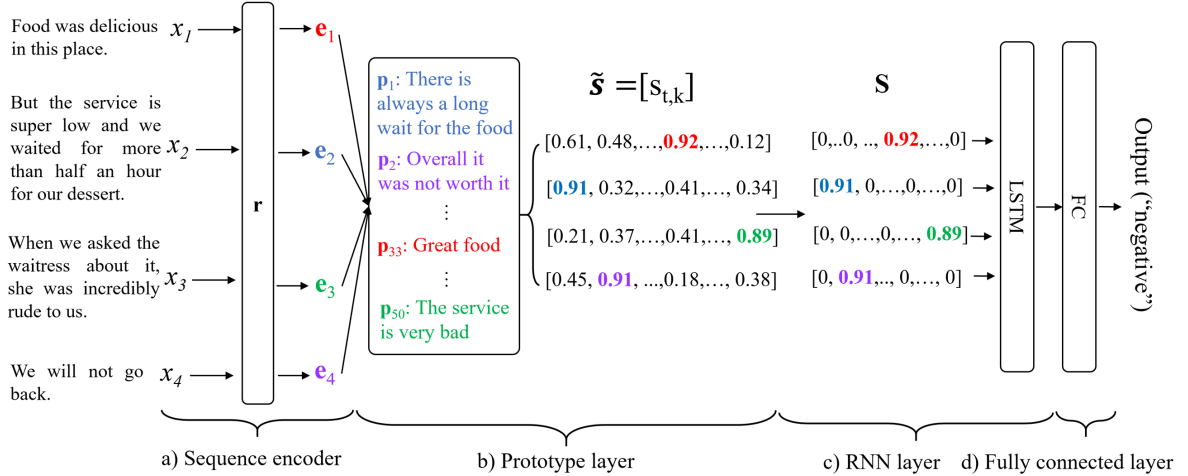 Food was delicious
in this place.
x1
e1
But the service is
super low and we
waited for more
than half an hour
for our dessert.
x2
e2
When we asked the
waitress about it,
she was incredibly
rude to us.
x3
e3
We will not go
back.
x4
e4
r
p1: There is
always a long
wait for the food
p2: Overall it
was not worth it
⋮
p33: Great food
⋮
p50: The service
is very bad
s̃ =[st,k]
[0.61, 0.48,…,0.92,…,0.12]
[0.91, 0.32,…,0.41,…, 0.34]
[0.21, 0.37,…,0.41,…, 0.89]
[0.45, 0.91, ...,0.18,…, 0.38]
S
[0,..0, .., 0.92,…,0]
[0.91, 0,…,0,…,0]
[0, 0,…,0,…, 0.89]
[0, 0.91,.., 0,…, 0]
LSTM
FC
Output (“negative”)
a) Sequence encoder
b) Prototype layer
c) RNN layer
d) Fully connected layer